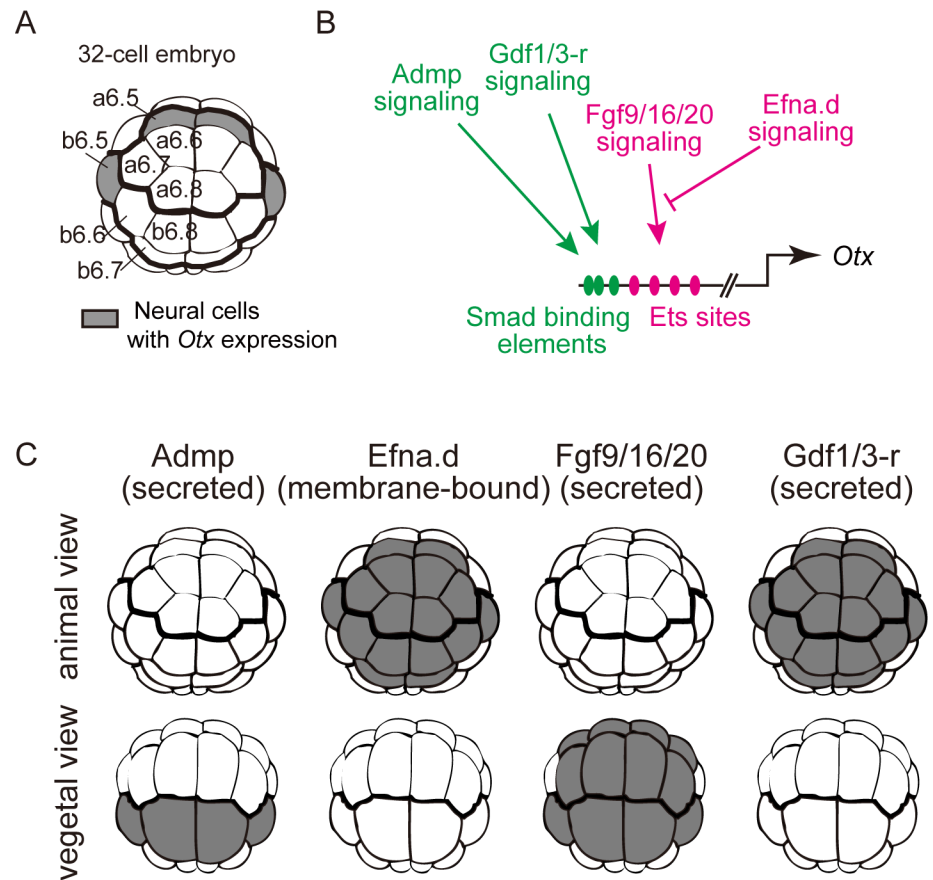 A
32-cell embryo
a6.5
b6.5
a6.6
a6.7
a6.8
b6.6
b6.8
b6.7
Neural cells
with Otx expression
B
Gdf1/3-r
signaling
Admp
signaling
Fgf9/16/20
signaling
Efna.d
signaling
Otx
Smad binding
elements
Ets sites
C
Admp
(secreted)
Efna.d
(membrane-bound)
Fgf9/16/20
(secreted)
Gdf1/3-r
(secreted)
animal view
vegetal view